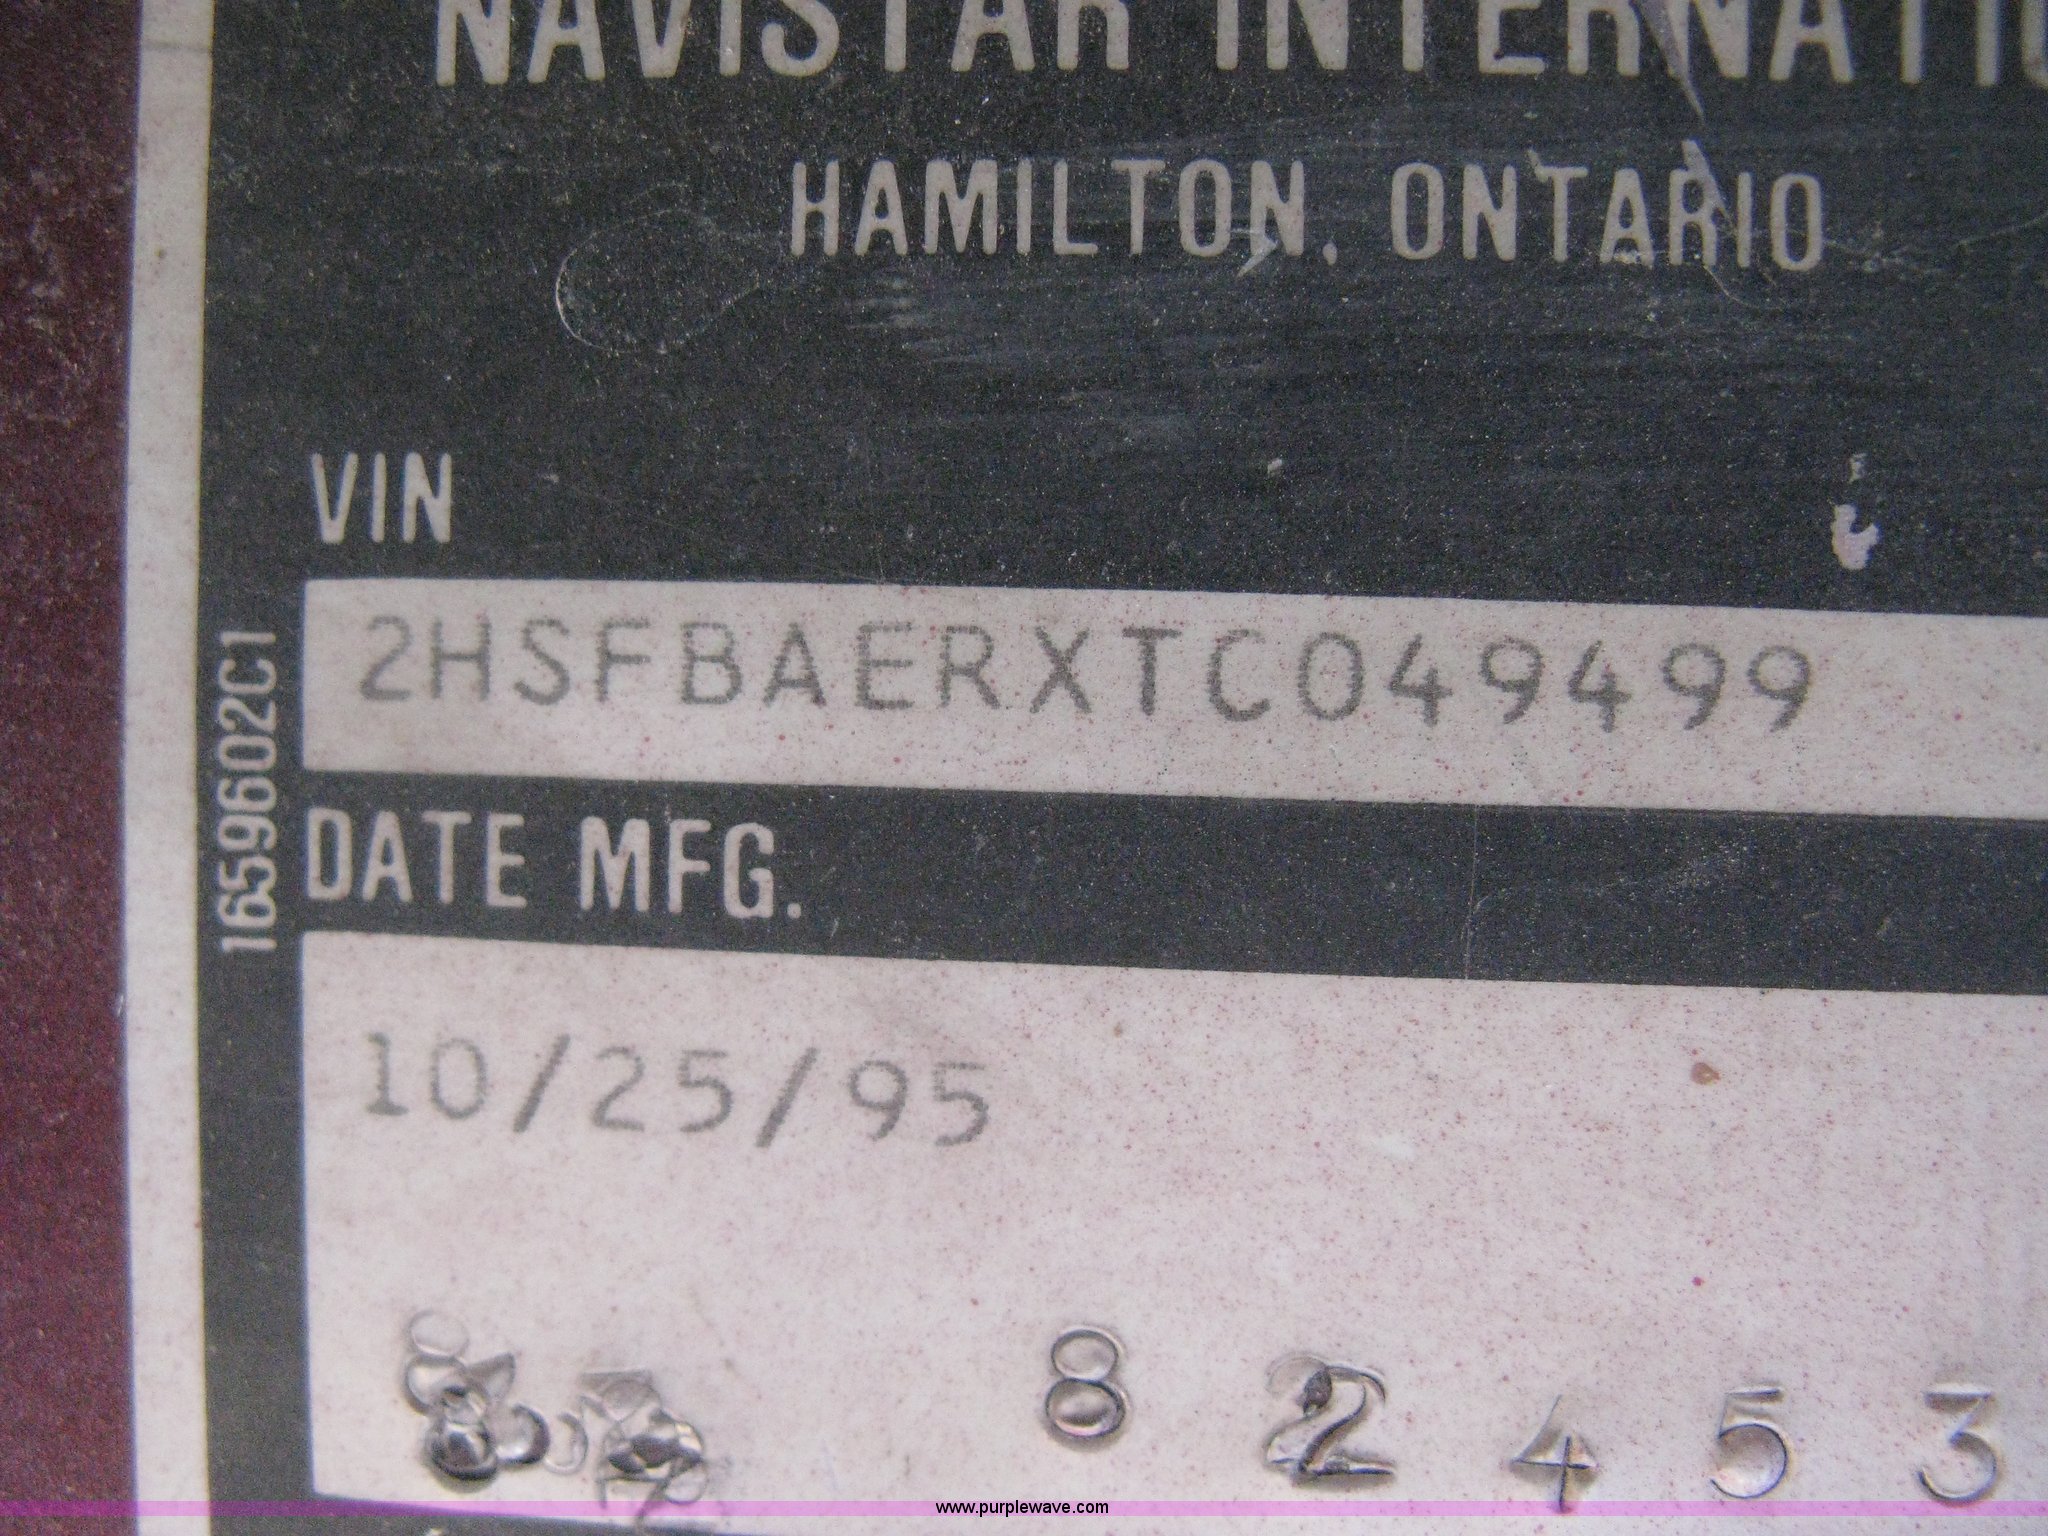 NAVISTAR INTERNATIO
HAMILTON, ONTARIO
VIN
2HSFBAERXTC049499
1659602C1
DATE MFG.
10/25/95
8 2 4 5 3
www.purplewave.com